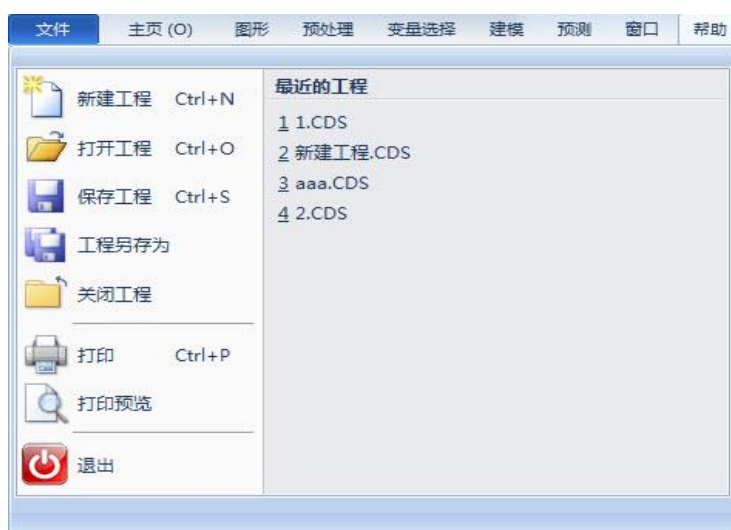 文件 主页 (O) 图形 预处理 变量选择 建模 预测 窗口 帮助
新建工程 Ctrl+N
打开工程 Ctrl+O
保存工程 Ctrl+S
工程另存为
关闭工程
打印 Ctrl+P
打印预览
退出
最近的工程
1 1.CDS
2 新建工程.CDS
3 aaa.CDS
4 2.CDS